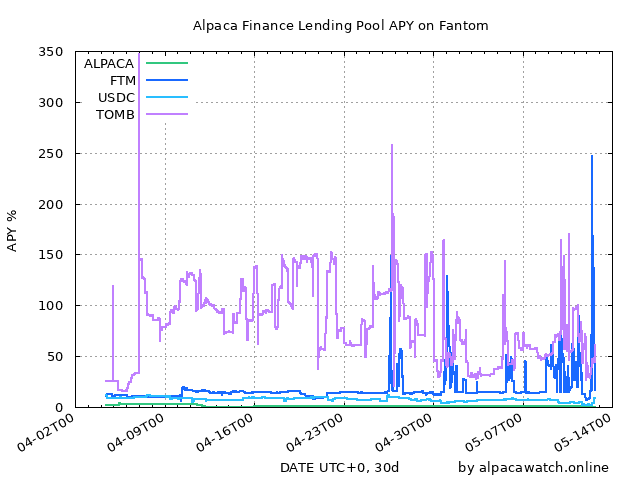 Alpaca Finance Lending Pool APY on Fantom
350
300
250
200
150
100
50
0
APY %
ALPACA
FTM
USDC
TOMB
04-02T00
04-09T00
04-16T00
04-23T00
04-30T00
05-07T00
05-14T00
DATE UTC+0, 30d
by alpacawatch.online